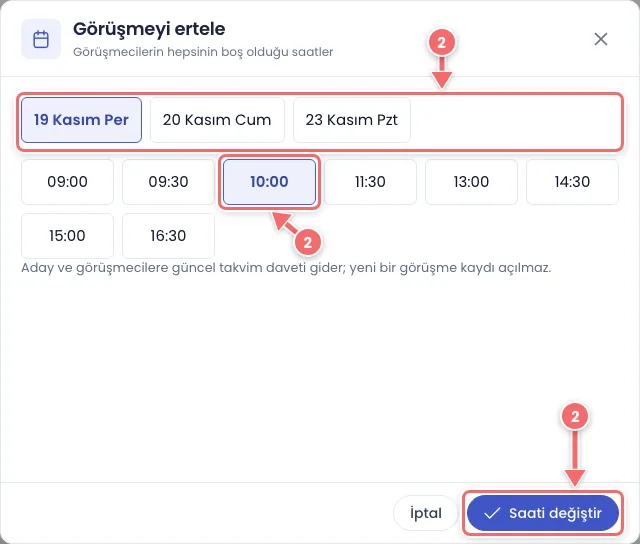 Görüşmeyi ertele
Görüşmecilerin hepsinin boş olduğu saatler
2
19 Kasım Per 20 Kasım Cum 23 Kasım Pzt
09:00 09:30 10:00 11:30 13:00 14:30
15:00 16:30
2
Aday ve görüşmecilere güncel takvim daveti gider; yeni bir görüşme kaydı açılmaz.
2
İptal Saati değiştir